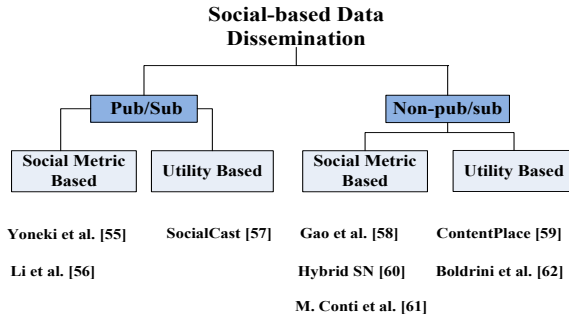 Social-based Data
Dissemination
Pub/Sub
Non-pub/sub
Social Metric
Based
Utility Based
Social Metric
Based
Utility Based
Yoneki et al. [55]
SocialCast [57]
Gao et al. [58]
ContentPlace [59]
Li et al. [56]
Hybrid SN [60]
Boldrini et al. [62]
M. Conti et al. [61]